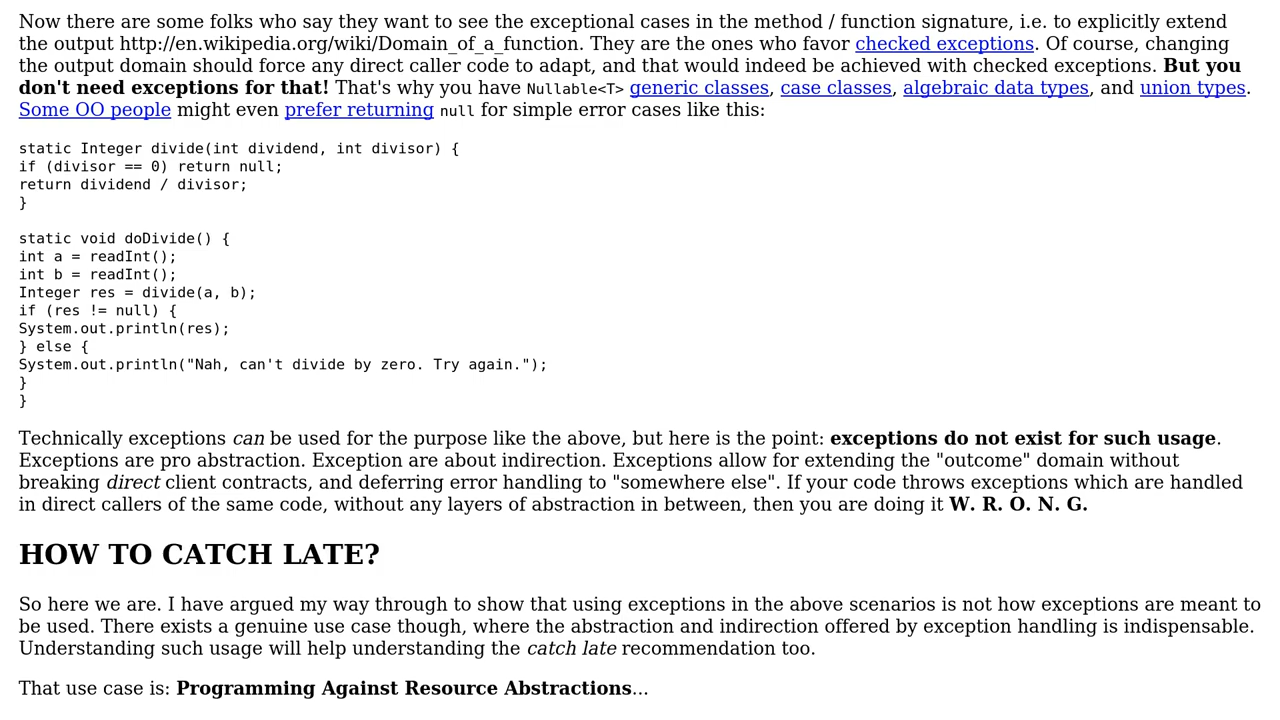 Now there are some folks who say they want to see the exceptional cases in the method / function signature, i.e. to explicitly extend
the output http://en.wikipedia.org/wiki/Domain_of_a_function. They are the ones who favor checked exceptions. Of course, changing
the output domain should force any direct caller code to adapt, and that would indeed be achieved with checked exceptions. But you
don't need exceptions for that! That's why you have Nullable<T> generic classes, case classes, algebraic data types, and union types.
Some OO people might even prefer returning null for simple error cases like this:
static Integer divide(int dividend, int divisor) {
if (divisor == 0) return null;
return dividend / divisor;
}
static void doDivide() {
int a = readInt();
int b = readInt();
Integer res = divide(a, b);
if (res != null) {
System.out.println(res);
} else {
System.out.println("Nah, can't divide by zero. Try again.");
}
}
Technically exceptions can be used for the purpose like the above, but here is the point: exceptions do not exist for such usage.
Exceptions are pro abstraction. Exception are about indirection. Exceptions allow for extending the "outcome" domain without
breaking direct client contracts, and deferring error handling to "somewhere else". If your code throws exceptions which are handled
in direct callers of the same code, without any layers of abstraction in between, then you are doing it W. R. O. N. G.
HOW TO CATCH LATE?
So here we are. I have argued my way through to show that using exceptions in the above scenarios is not how exceptions are meant to
be used. There exists a genuine use case though, where the abstraction and indirection offered by exception handling is indispensable.
Understanding such usage will help understanding the catch late recommendation too.
That use case is: Programming Against Resource Abstractions...